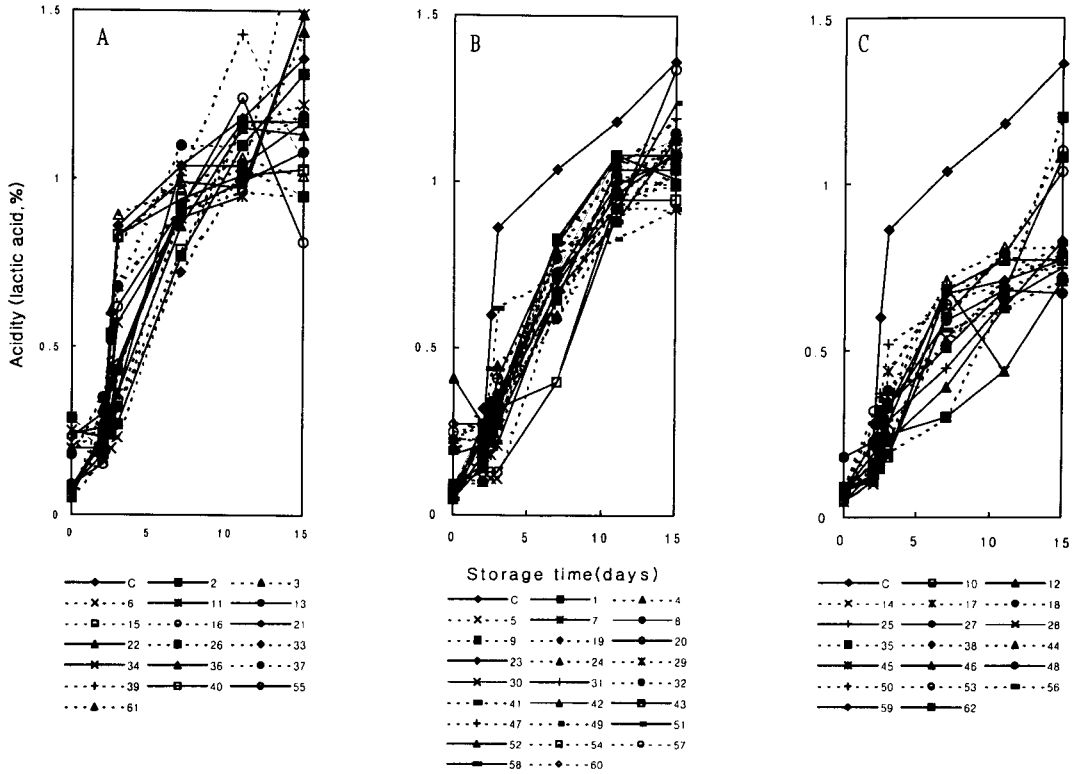 A
B
C
Acidity (lactic acid, %)
1.5
1
0.5
0
0 5 10 15
1.5
1
0.5
0
0 5 10 15
1.5
1
0.5
0
0 5 10 15
Storage time(days)
C 2 3
6 11 13
15 16 21
22 26 33
34 36 37
39 40 55
61
C 1 4
5 7 8
9 19 20
23 24 29
30 31 32
41 42 43
47 49 51
52 54 57
58 60
C 10 12
14 17 18
25 27 28
35 38 44
45 46 48
50 53 56
59 62